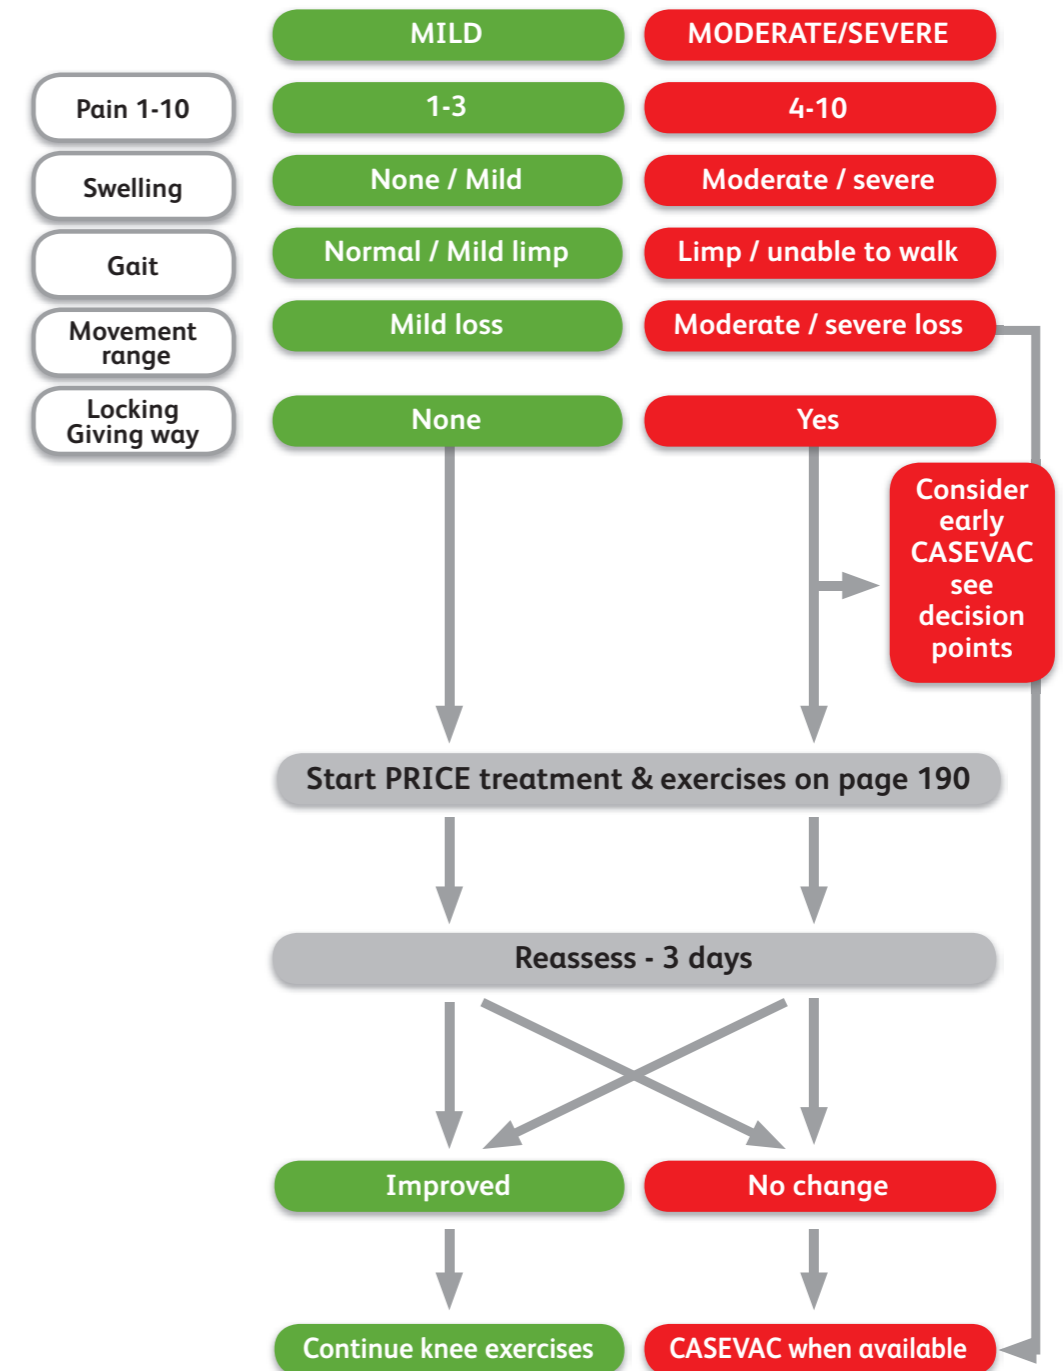 MILD
MODERATE/SEVERE
Pain 1-10
1-3
4-10
Swelling
None / Mild
Moderate / severe
Gait
Normal / Mild limp
Limp / unable to walk
Movement
range
Mild loss
Moderate / severe loss
Locking
Giving way
None
Yes
Consider
early
CASEVAC
see
decision
points
Start PRICE treatment & exercises on page 190
Reassess - 3 days
Improved
No change
Continue knee exercises
CASEVAC when available